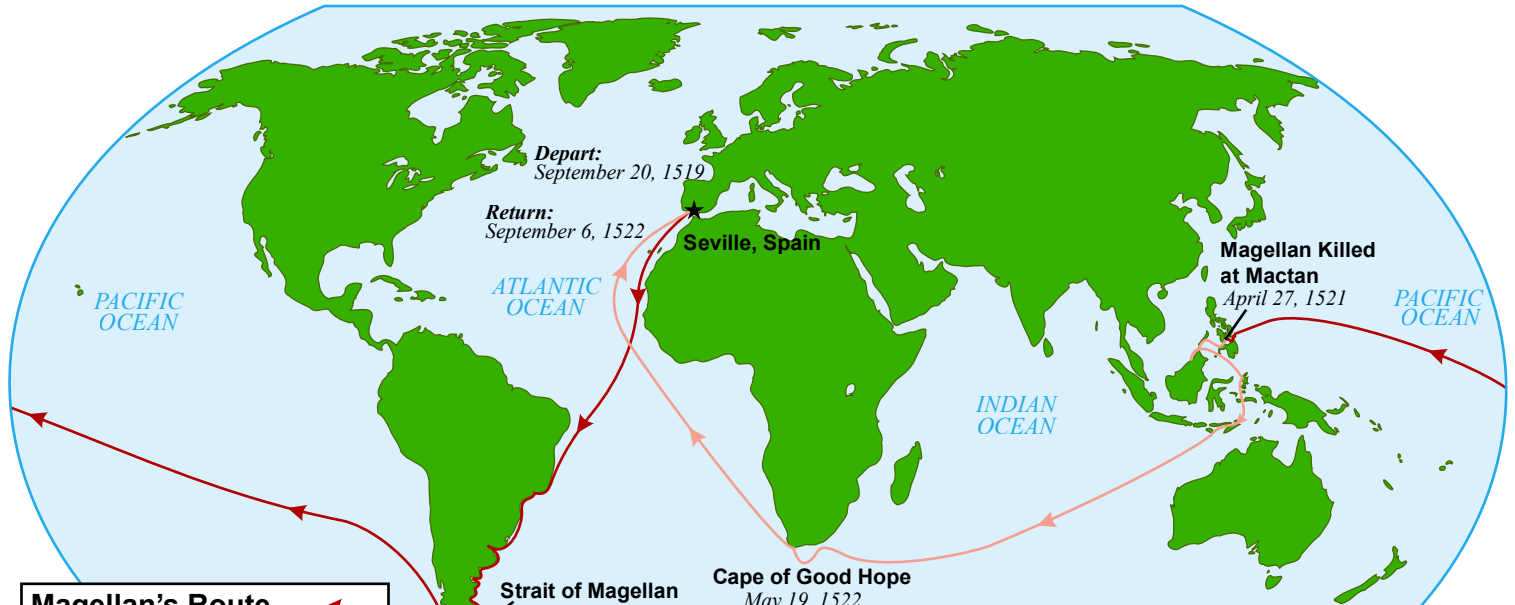 Depart:
September 20, 1519
Return:
September 6, 1522
Seville, Spain
Magellan Killed
at Mactan
April 27, 1521
PACIFIC
OCEAN
ATLANTIC
OCEAN
PACIFIC
OCEAN
INDIAN
OCEAN
Strait of Magellan
Cape of Good Hope
May 19, 1522
Magellan's Route